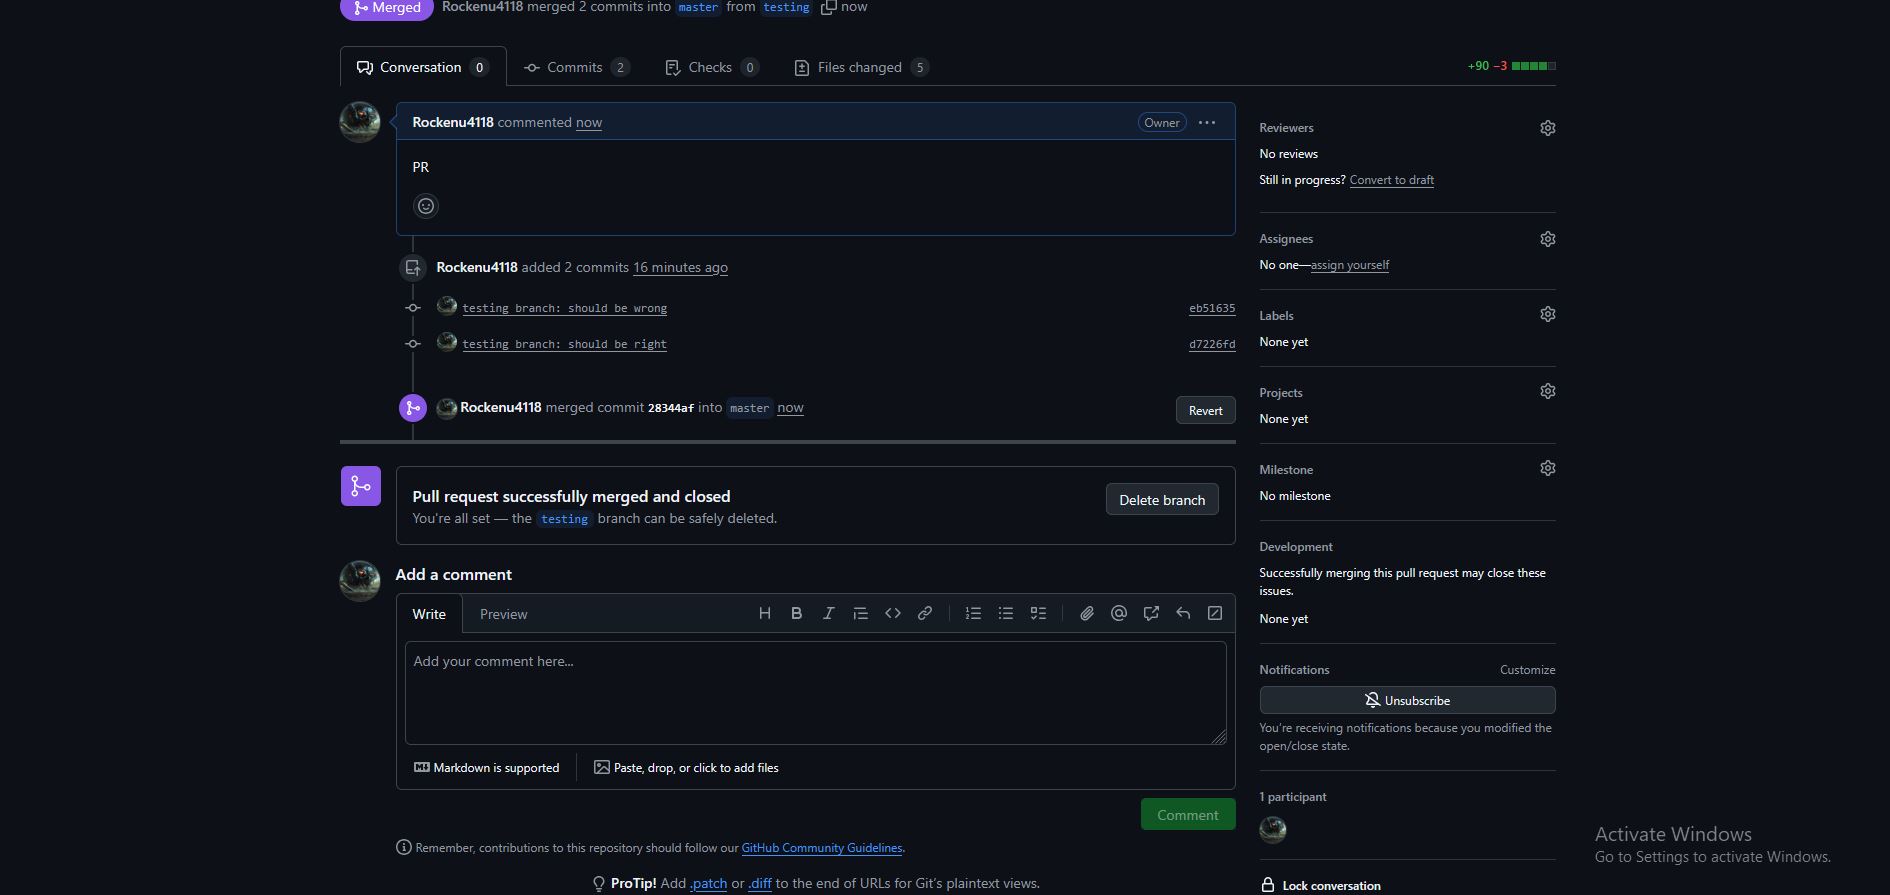 Merged Rockenu4118 merged 2 commits into master from testing now
Conversation 0 Commits 2 Checks 0 Files changed 5 +90 −3
Rockenu4118 commented now Owner
PR
Rockenu4118 added 2 commits 16 minutes ago
testing branch: should be wrong eb51635
testing branch: should be right d7226fd
Rockenu4118 merged commit 28344af into master now Revert
Pull request successfully merged and closed
You're all set — the testing branch can be safely deleted.
Delete branch
Add a comment
Write Preview
Add your comment here...
Markdown is supported Paste, drop, or click to add files
Comment
Remember, contributions to this repository should follow our GitHub Community Guidelines.
ProTip! Add .patch or .diff to the end of URLs for Git's plaintext views.
Reviewers
No reviews
Still in progress? Convert to draft
Assignees
No one—assign yourself
Labels
None yet
Projects
None yet
Milestone
No milestone
Development
Successfully merging this pull request may close these
issues.
None yet
Notifications Customize
Unsubscribe
You're receiving notifications because you modified the
open/close state.
1 participant
Lock conversation
Activate Windows
Go to Settings to activate Windows.